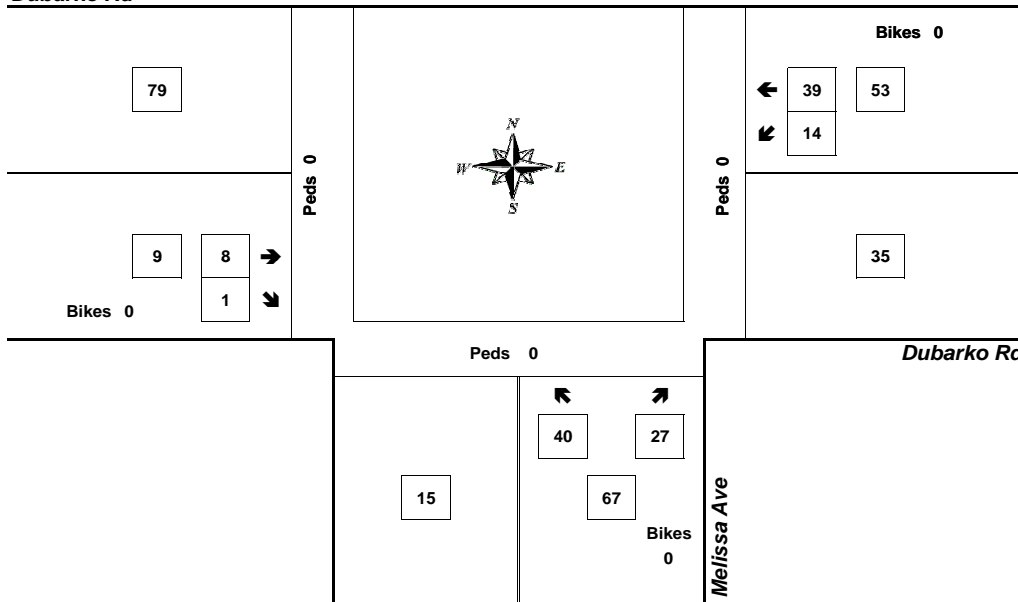 Dubarko Rd
Bikes 0
79
39 53
14
Peds 0
N
W E
S
Peds 0
9 8
1
Bikes 0
35
Peds 0
Dubarko Rd
40 27
15
67
Bikes
0
Melissa Ave